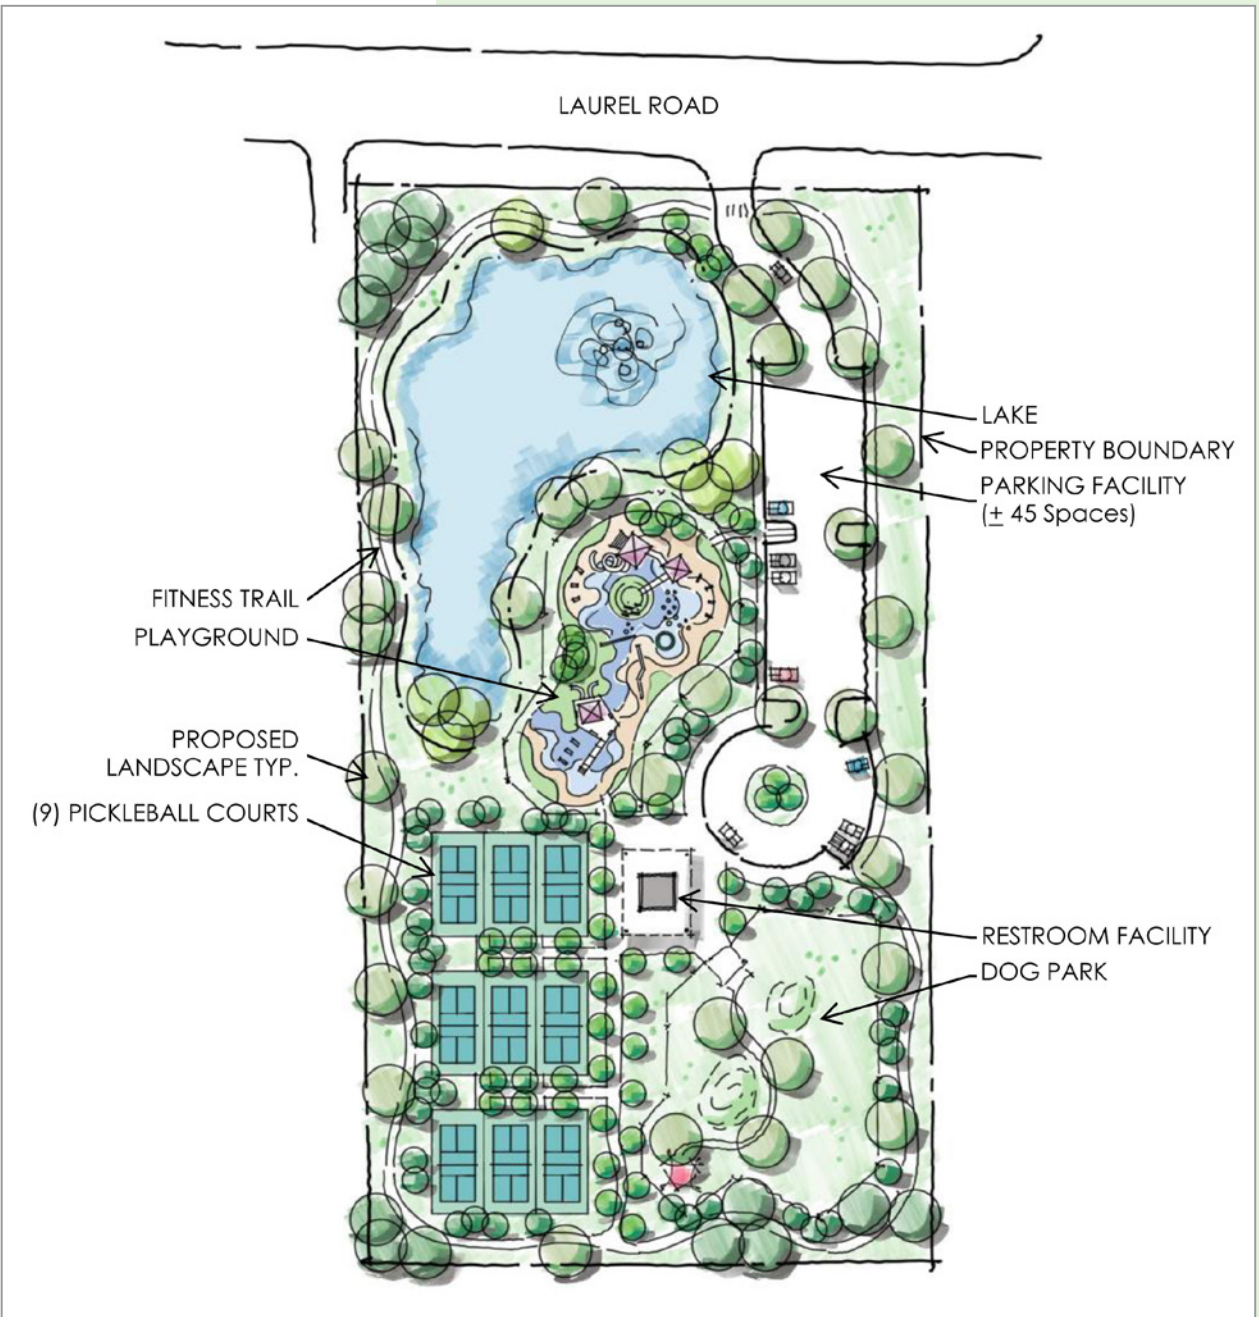 LAUREL ROAD
LAKE
PROPERTY BOUNDARY
PARKING FACILITY
(± 45 Spaces)
FITNESS TRAIL
PLAYGROUND
PROPOSED
LANDSCAPE TYP.
(9) PICKLEBALL COURTS
RESTROOM FACILITY
DOG PARK